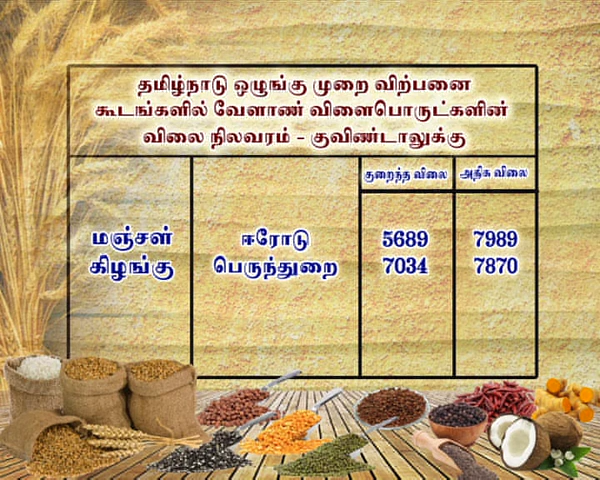 தமிழ்நாடு ஒழுங்கு முறை விற்பனை
கூடங்களில் வேளாண் விளைபொருட்களின்
விலை நிலவரம் - குவிண்டாலுக்கு
குறைந்த விலை அதிக விலை
மஞ்சள் ஈரோடு 5689 7989
கிழங்கு பெருந்துறை 7034 7870